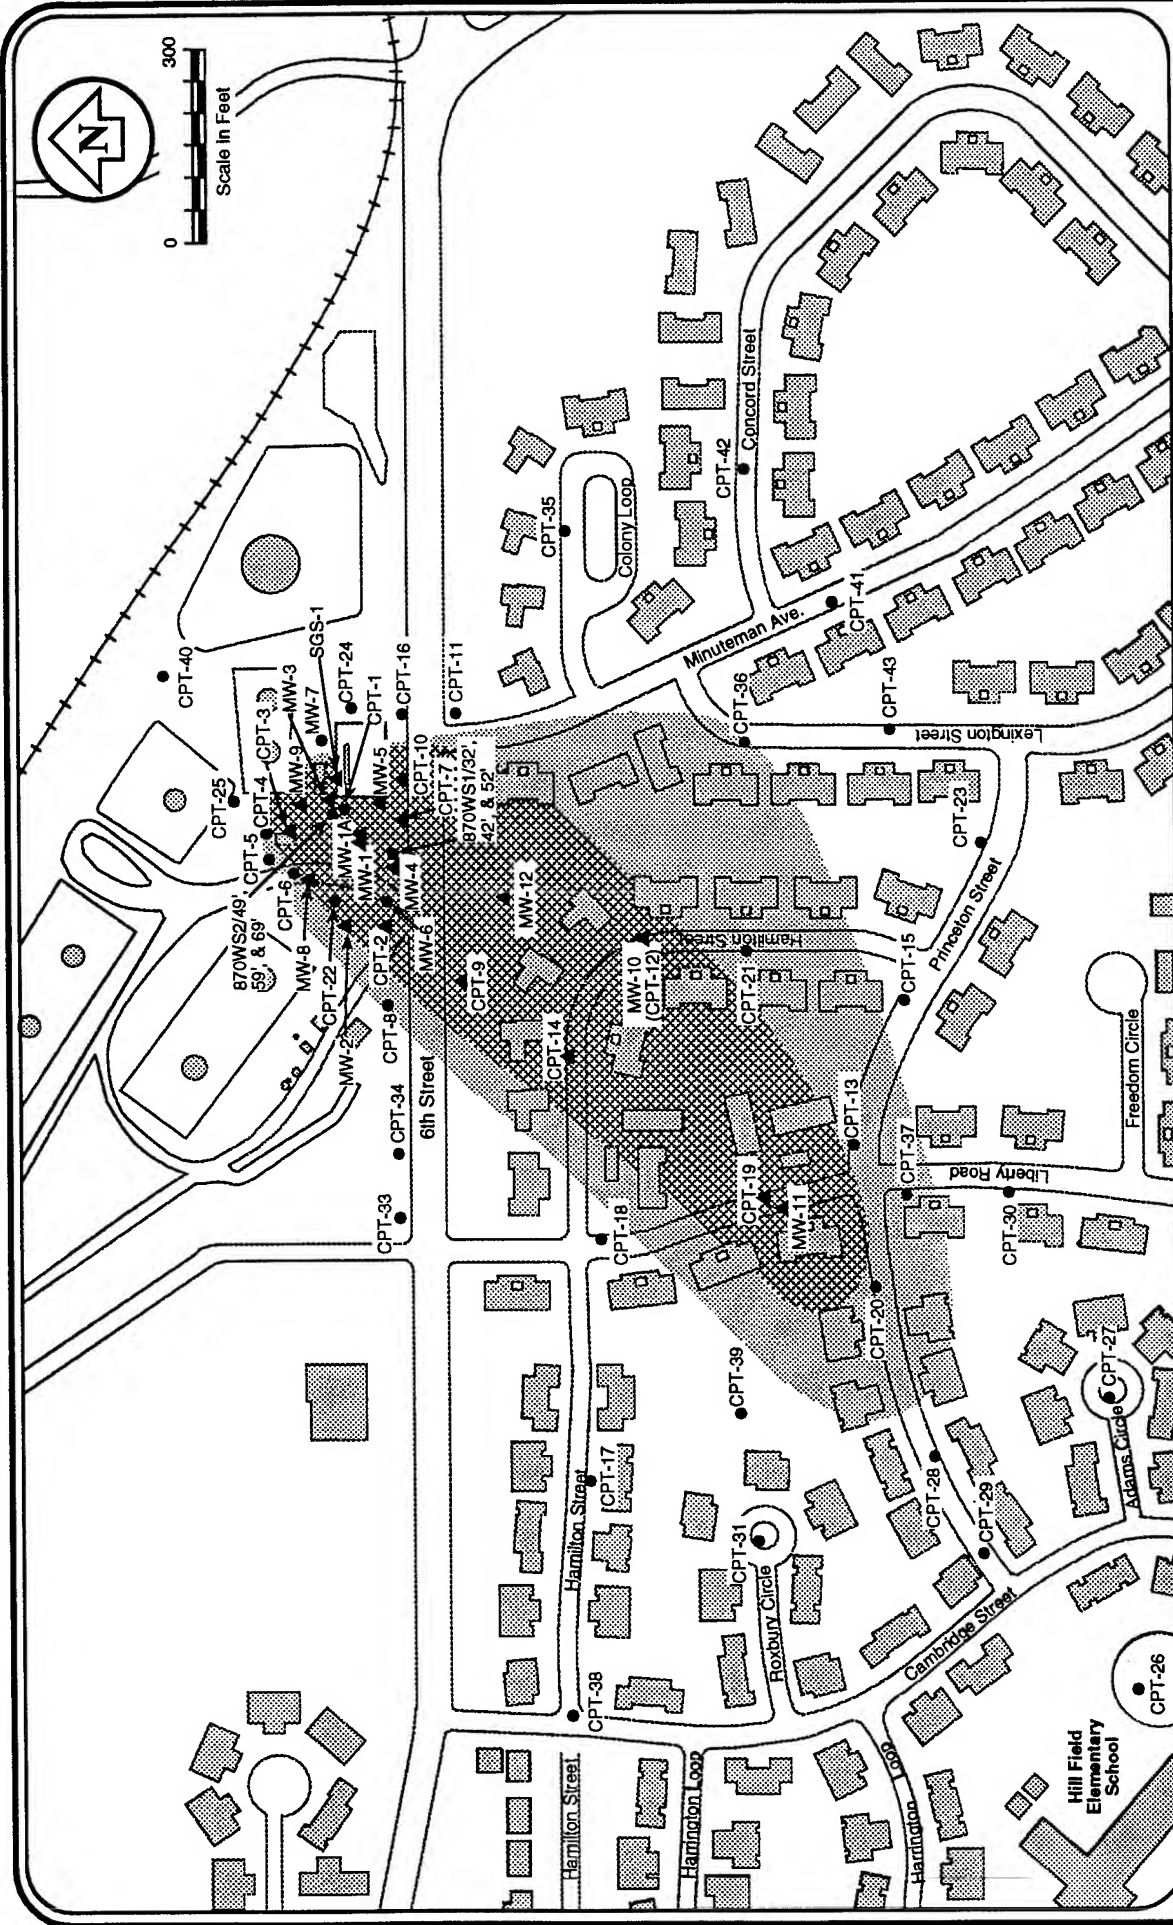 N
0
300
Scale in Feet
CPT-40
CPT-25
CPT-5
CPT-4
CPT-3
MW-3
MW-9
MW-7
SGS-1
CPT-24
CPT-1
CPT-16
CPT-11
870WS2/49',
59', & 69'
CPT-6
MW-8
CPT-22
MW-2
CPT-2
CPT-8
MW-1A
MW-1
MW-4
MW-5
MW-6
CPT-10
CPT-7
870WS1/32',
42', & 52'
CPT-34
CPT-33
6th Street
MW-12
CPT-9
CPT-14
MW-10
(CPT-12)
Hamilton Street
CPT-21
CPT-35
Colony Loop
CPT-42
Concord Street
Minuteman Ave.
CPT-41
CPT-36
CPT-43
Lexington Street
CPT-23
Princeton Street
CPT-15
CPT-13
CPT-19
MW-11
CPT-18
CPT-37
Liberty Road
CPT-30
Freedom Circle
CPT-20
CPT-39
CPT-27
Adams Circle
CPT-28
CPT-29
CPT-17
Hamilton Street
CPT-31
Roxbury Circle
Cambridge Street
CPT-38
Hamilton Street
Harrington Loop
Harrington
Loop
CPT-26
Hill Field
Elementary
School